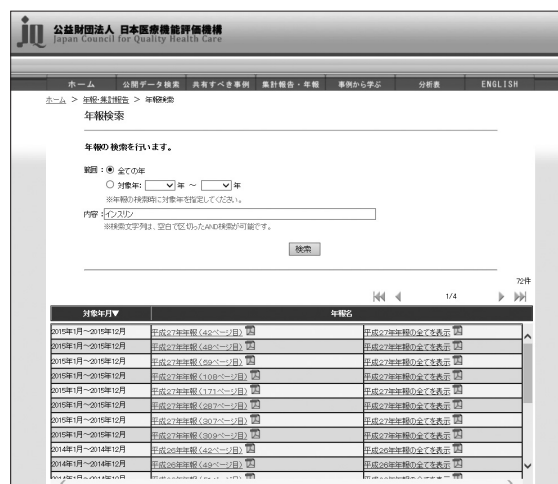 jq 公益財団法人 日本医療機能評価機構
Japan Council for Quality Health Care
ホーム 公開データ検索 共有すべき事例 集計報告・年報 事例から学ぶ 分析表 ENGLISH
ホーム > 年報・集計報告 > 年報検索
年報検索
年報の検索を行います。
範囲: 全ての年
対象年: 年 ~ 年
※年報の検索時に対象年を指定してください。
内容: インスリン
※検索文字列は、空白で区切ったAND検索が可能です。
検索
72件
1/4
対象年月▼ 年報名
2015年1月~2015年12月 平成27年年報(42ページ目) 平成27年年報の全てを表示
2015年1月~2015年12月 平成27年年報(48ページ目) 平成27年年報の全てを表示
2015年1月~2015年12月 平成27年年報(69ページ目) 平成27年年報の全てを表示
2015年1月~2015年12月 平成27年年報(108ページ目) 平成27年年報の全てを表示
2015年1月~2015年12月 平成27年年報(171ページ目) 平成27年年報の全てを表示
2015年1月~2015年12月 平成27年年報(287ページ目) 平成27年年報の全てを表示
2015年1月~2015年12月 平成27年年報(307ページ目) 平成27年年報の全てを表示
2015年1月~2015年12月 平成27年年報(309ページ目) 平成27年年報の全てを表示
2014年1月~2014年12月 平成26年年報(42ページ目) 平成26年年報の全てを表示
2014年1月~2014年12月 平成26年年報(49ページ目) 平成26年年報の全てを表示